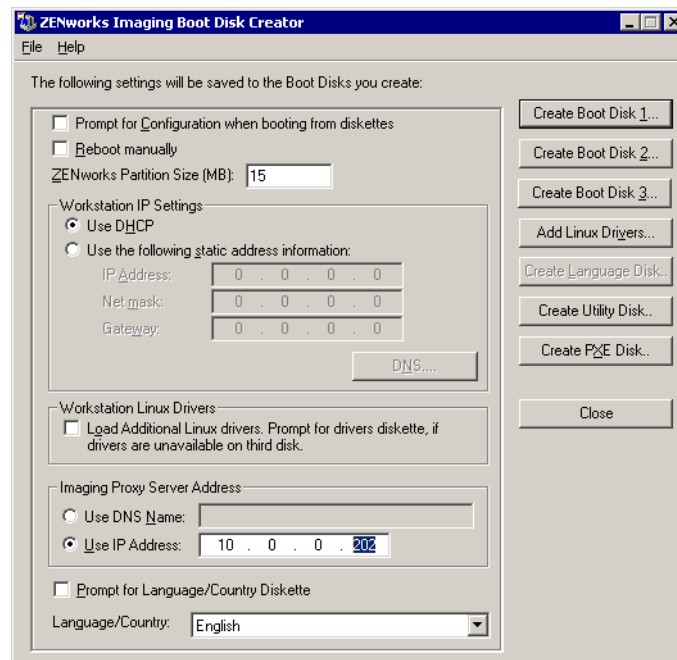 ZENworks Imaging Boot Disk Creator
File Help
The following settings will be saved to the Boot Disks you create:
Prompt for Configuration when booting from diskettes
Reboot manually
ZENworks Partition Size (MB): 15
Workstation IP Settings
Use DHCP
Use the following static address information:
IP Address: 0 . 0 . 0 . 0
Net mask: 0 . 0 . 0 . 0
Gateway: 0 . 0 . 0 . 0
DNS....
Workstation Linux Drivers
Load Additional Linux drivers. Prompt for drivers diskette, if
drivers are unavailable on third disk.
Imaging Proxy Server Address
Use DNS Name:
Use IP Address: 10 . 0 . 0 . 202
Prompt for Language/Country Diskette
Language/Country: English
Create Boot Disk 1...
Create Boot Disk 2...
Create Boot Disk 3...
Add Linux Drivers...
Create Language Disk..
Create Utility Disk..
Create PXE Disk..
Close